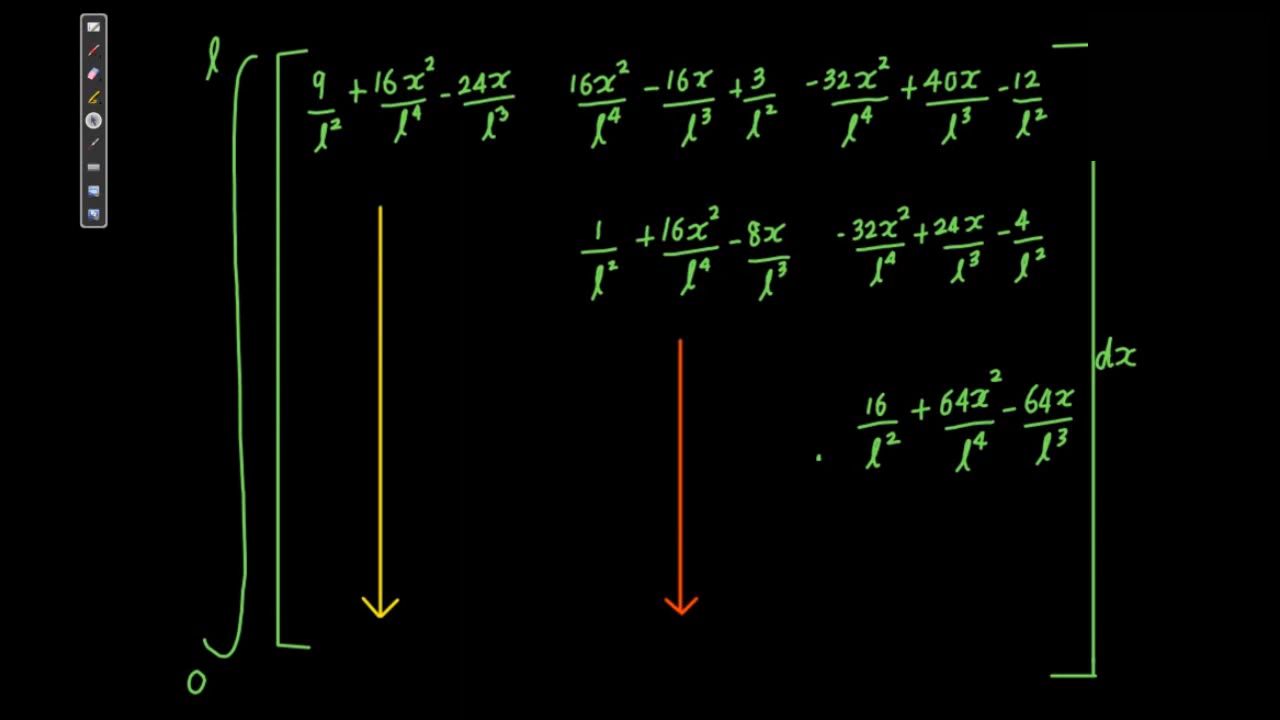 l
9/l² + 16x²/l⁴ - 24x/l³ 16x²/l⁴ - 16x/l³ + 3/l² -32x²/l⁴ + 40x/l³ - 12/l²
1/l² + 16x²/l⁴ - 8x/l³ -32x²/l⁴ + 24x/l³ - 4/l²
dx
16/l² + 64x²/l⁴ - 64x/l³
0